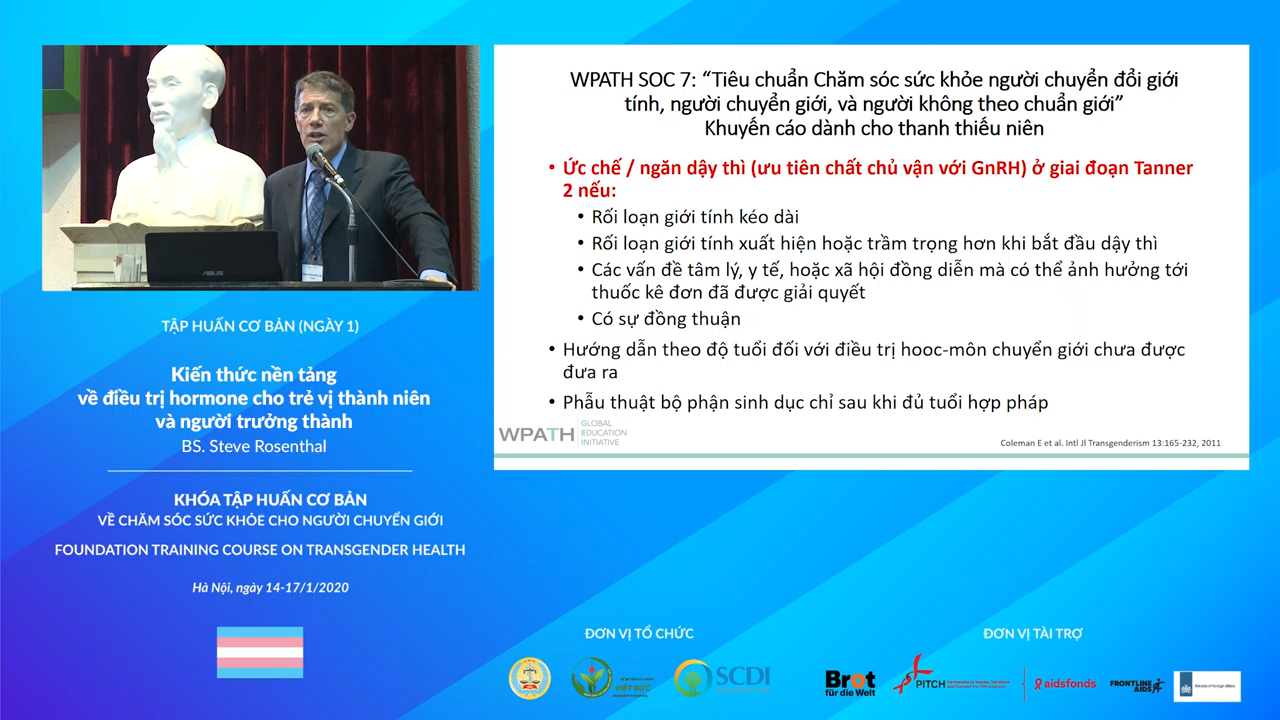 ASUS
TẬP HUẤN CƠ BẢN (NGÀY 1)
Kiến thức nền tảng
về điều trị hormone cho trẻ vị thành niên
và người trưởng thành
BS. Steve Rosenthal
KHÓA TẬP HUẤN CƠ BẢN
VỀ CHĂM SÓC SỨC KHỎE CHO NGƯỜI CHUYỂN GIỚI
FOUNDATION TRAINING COURSE ON TRANSGENDER HEALTH
Hà Nội, ngày 14-17/1/2020
WPATH SOC 7: “Tiêu chuẩn Chăm sóc sức khỏe người chuyển đổi giới
tính, người chuyển giới, và người không theo chuẩn giới”
Khuyến cáo dành cho thanh thiếu niên
• Ức chế / ngăn dậy thì (ưu tiên chất chủ vận với GnRH) ở giai đoạn Tanner
2 nếu:
• Rối loạn giới tính kéo dài
• Rối loạn giới tính xuất hiện hoặc trầm trọng hơn khi bắt đầu dậy thì
• Các vấn đề tâm lý, y tế, hoặc xã hội đồng diễn mà có thể ảnh hưởng tới
thuốc kê đơn đã được giải quyết
• Có sự đồng thuận
• Hướng dẫn theo độ tuổi đối với điều trị hooc-môn chuyển giới chưa được
đưa ra
• Phẫu thuật bộ phận sinh dục chỉ sau khi đủ tuổi hợp pháp
WPATH
GLOBAL
EDUCATION
INITIATIVE
Coleman E et al. Intl Jl Transgenderism 13:165-232, 2011
ĐƠN VỊ TỔ CHỨC
VIỆT ĐỨC
SCDI
ĐƠN VỊ TÀI TRỢ
Brot
für die Welt
PITCH
aidsfonds
FRONTLINE
AIDS
Ministry of Foreign Affairs